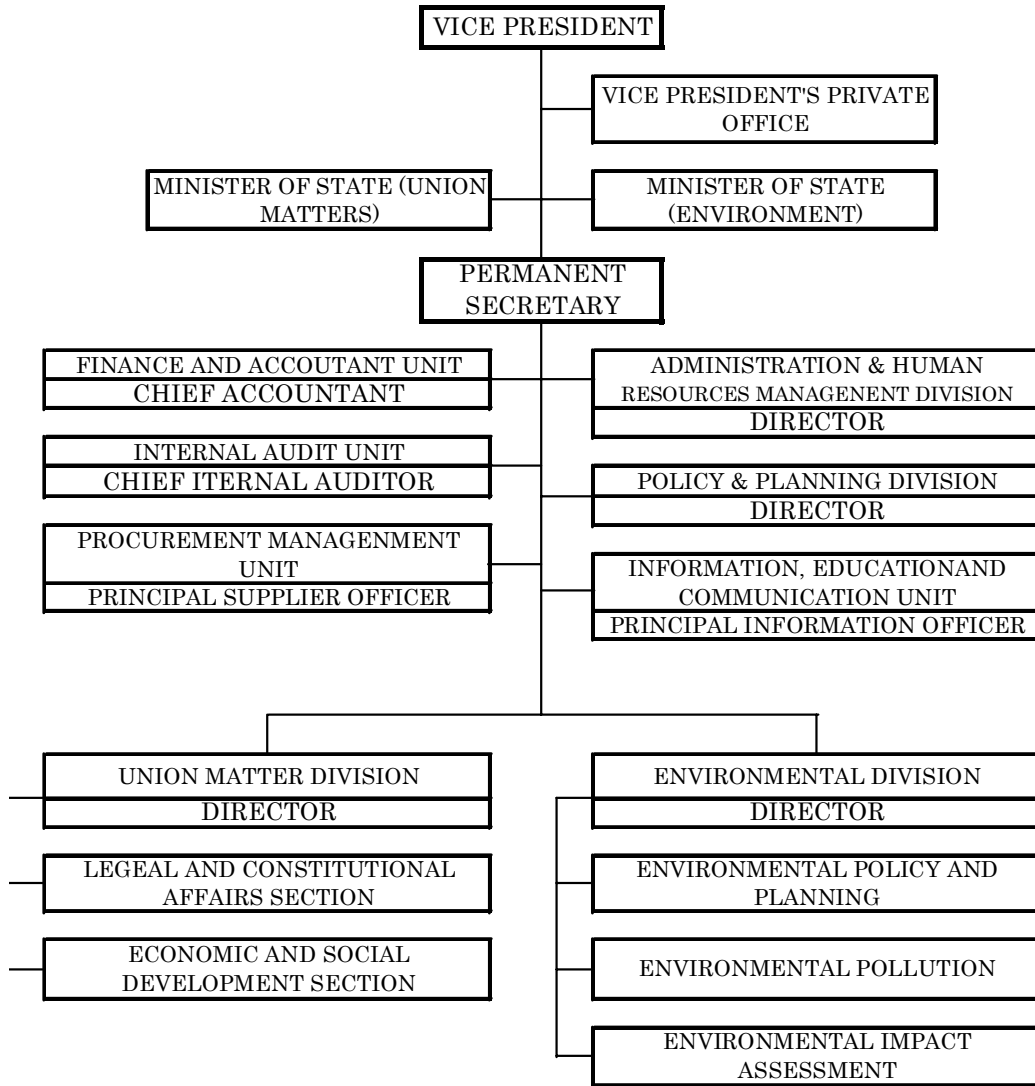 VICE PRESIDENT
VICE PRESIDENT'S PRIVATE
OFFICE
MINISTER OF STATE (UNION
MATTERS)
MINISTER OF STATE
(ENVIRONMENT)
PERMANENT
SECRETARY
FINANCE AND ACCOUTANT UNIT
CHIEF ACCOUNTANT
ADMINISTRATION & HUMAN
RESOURCES MANAGENENT DIVISION
DIRECTOR
INTERNAL AUDIT UNIT
CHIEF ITERNAL AUDITOR
POLICY & PLANNING DIVISION
DIRECTOR
PROCUREMENT MANAGENMENT
UNIT
PRINCIPAL SUPPLIER OFFICER
INFORMATION, EDUCATIONAND
COMMUNICATION UNIT
PRINCIPAL INFORMATION OFFICER
UNION MATTER DIVISION
DIRECTOR
ENVIRONMENTAL DIVISION
DIRECTOR
LEGEAL AND CONSTITUTIONAL
AFFAIRS SECTION
ENVIRONMENTAL POLICY AND
PLANNING
ECONOMIC AND SOCIAL
DEVELOPMENT SECTION
ENVIRONMENTAL POLLUTION
ENVIRONMENTAL IMPACT
ASSESSMENT